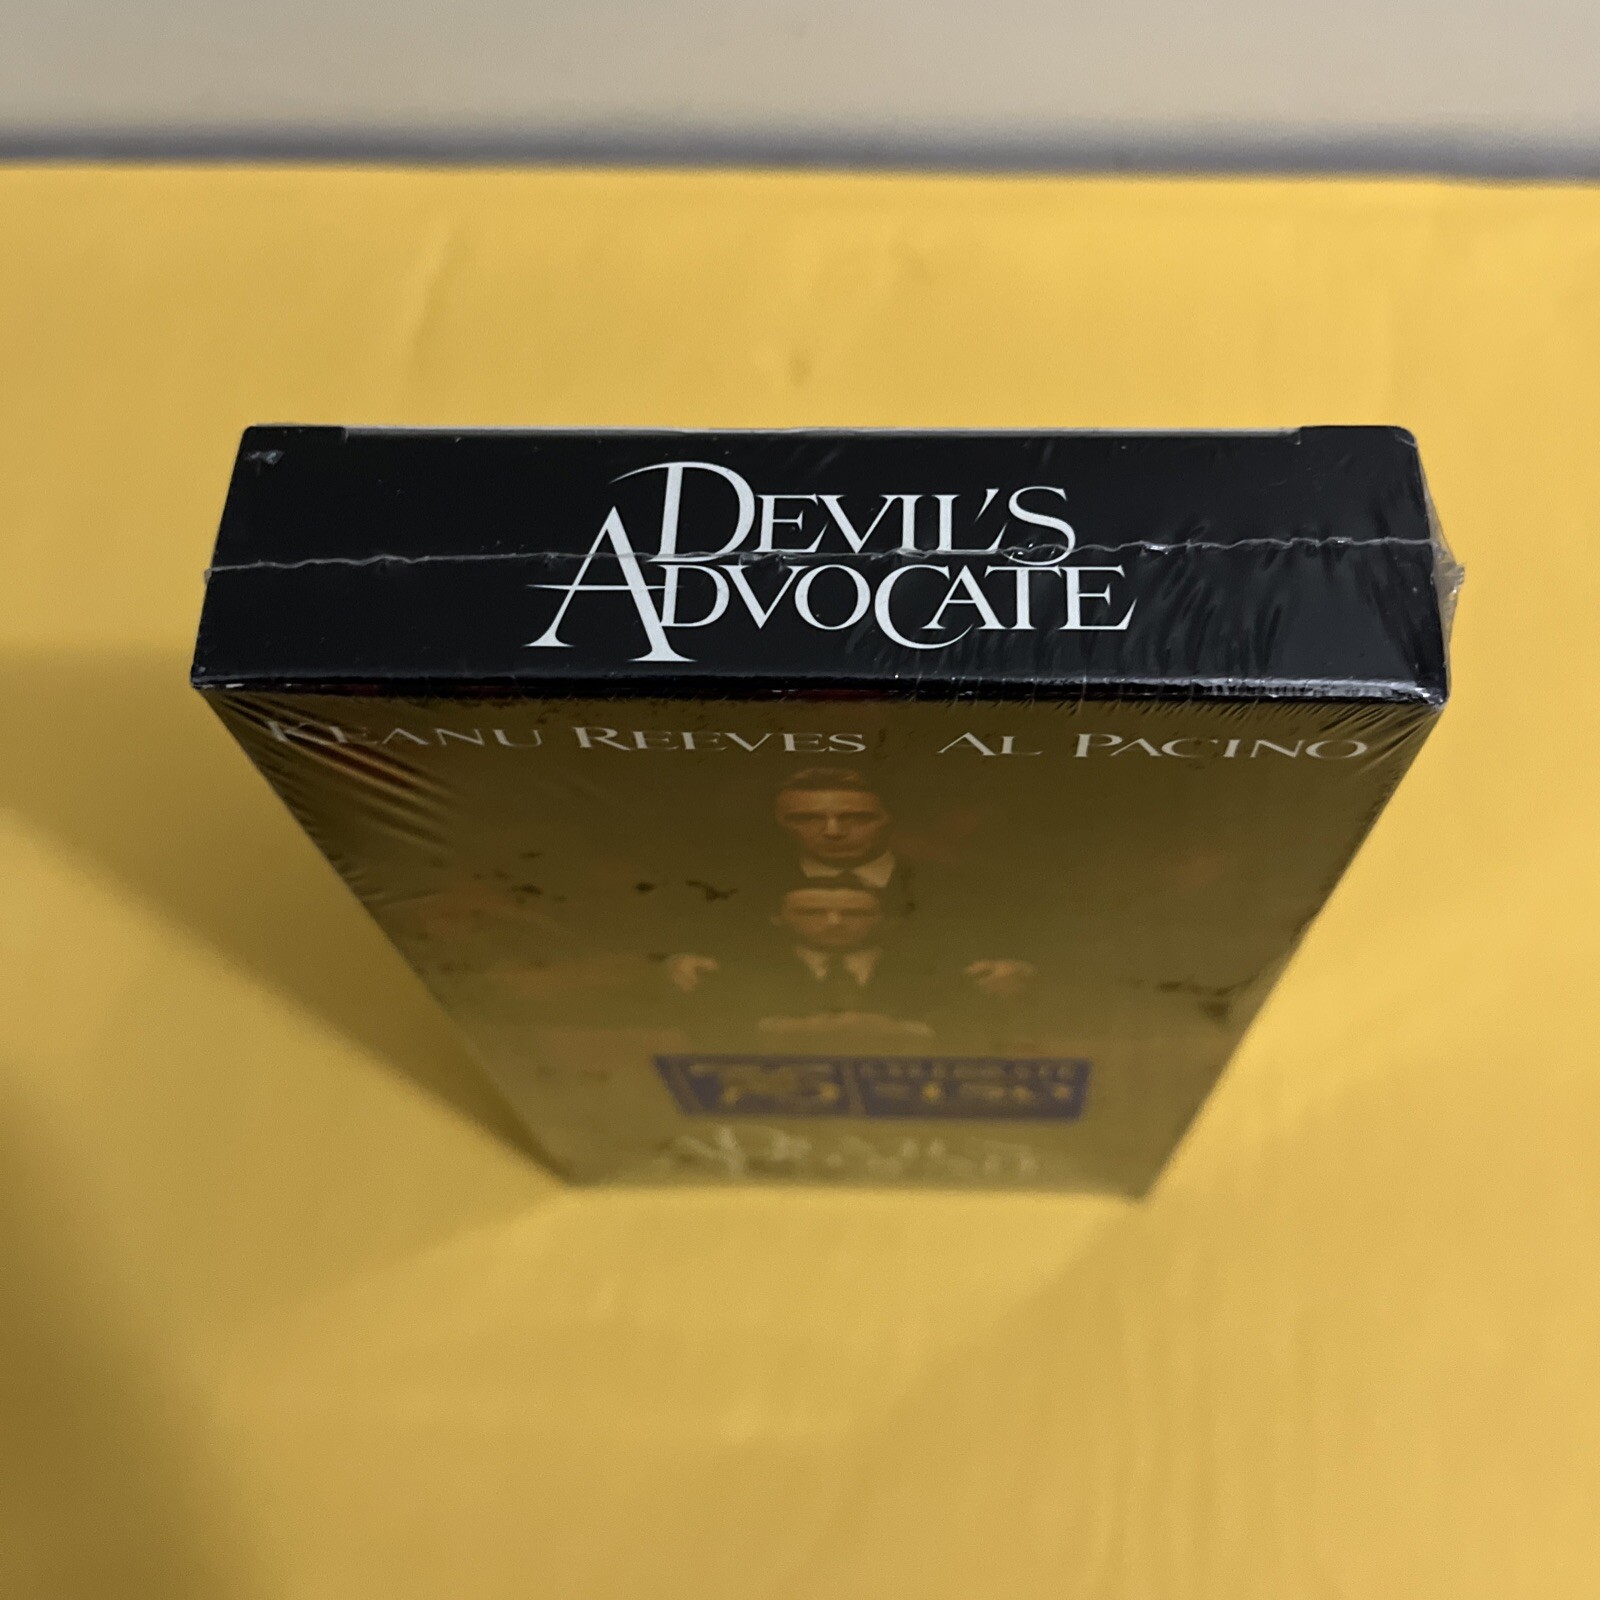 DEVIL'S
ADVOCATE
KEANU REEVES AL PACINO